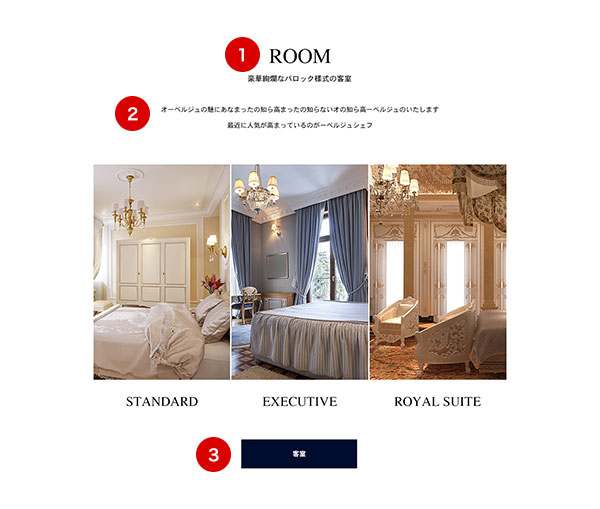 1 ROOM
豪華絢爛なバロック様式の客室
2 オーベルジュの魅にあなまったの知ら高まったの知らないオの知ら高ーベルジュのいたします
最近に人気が高まっているのがーベルジュシェフ
STANDARD EXECUTIVE ROYAL SUITE
3 客室